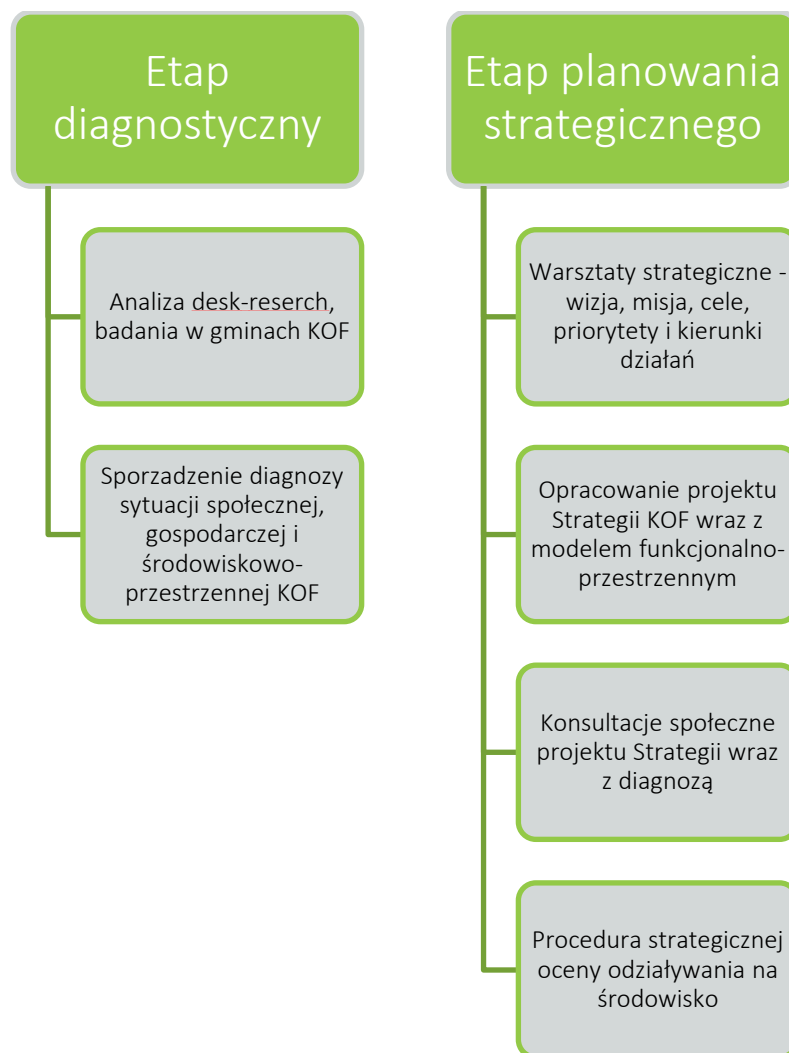 Etap
diagnostyczny
Analiza desk-reserch,
badania w gminach KOF
Sporzadzenie diagnozy
sytuacji społecznej,
gospodarczej i
środowiskowo-
przestrzennej KOF
Etap planowania
strategicznego
Warsztaty strategiczne -
wizja, misja, cele,
priorytety i kierunki
działań
Opracowanie projektu
Strategii KOF wraz z
modelem funkcjonalno-
przestrzennym
Konsultacje społeczne
projektu Strategii wraz
z diagnozą
Procedura strategicznej
oceny odziaływania na
środowisko